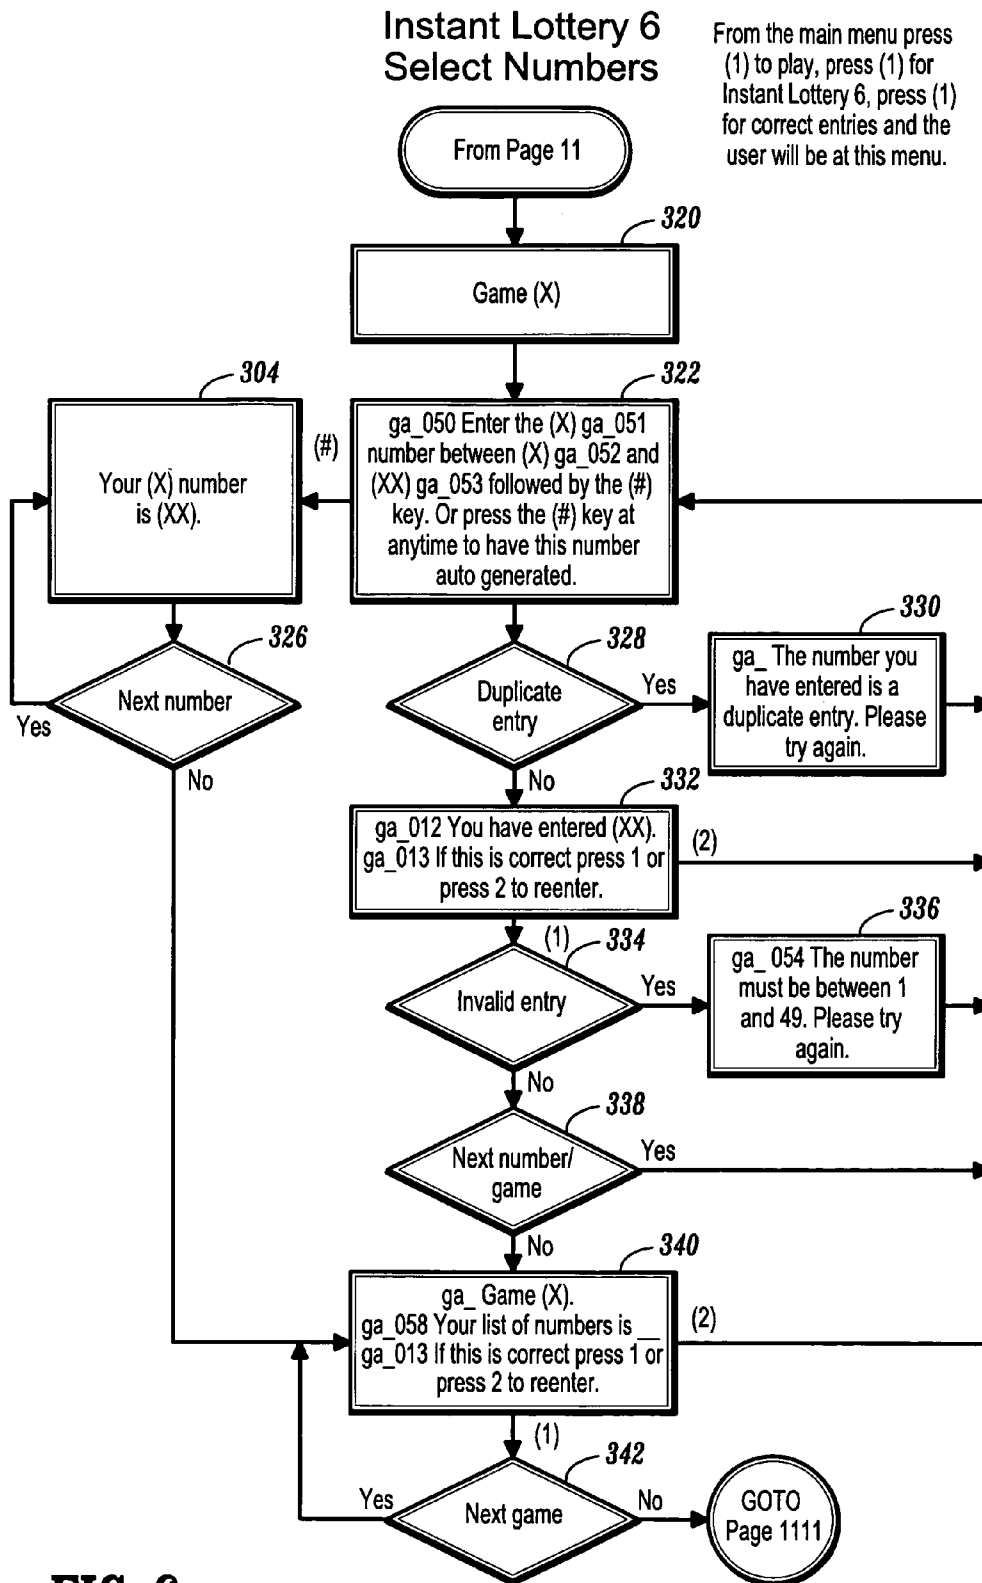 Instant Lottery 6
Select Numbers
From the main menu press
(1) to play, press (1) for
Instant Lottery 6, press (1)
for correct entries and the
user will be at this menu.
From Page 11
320
Game (X)
304
Your (X) number
is (XX).
(#)
322
ga_050 Enter the (X) ga_051
number between (X) ga_052 and
(XX) ga_053 followed by the (#)
key. Or press the (#) key at
anytime to have this number
auto generated.
326
Next number
Yes
No
328
Duplicate
entry
Yes
No
330
ga_ The number you
have entered is a
duplicate entry. Please
try again.
332
ga_012 You have entered (XX).
ga_013 If this is correct press 1 or
press 2 to reenter.
(2)
(1)
334
Invalid entry
Yes
No
336
ga_ 054 The number
must be between 1
and 49. Please try
again.
338
Next number/
game
Yes
No
340
ga_ Game (X).
ga_058 Your list of numbers is __
ga_013 If this is correct press 1 or
press 2 to reenter.
(2)
(1)
342
Next game
Yes
No
GOTO
Page 1111